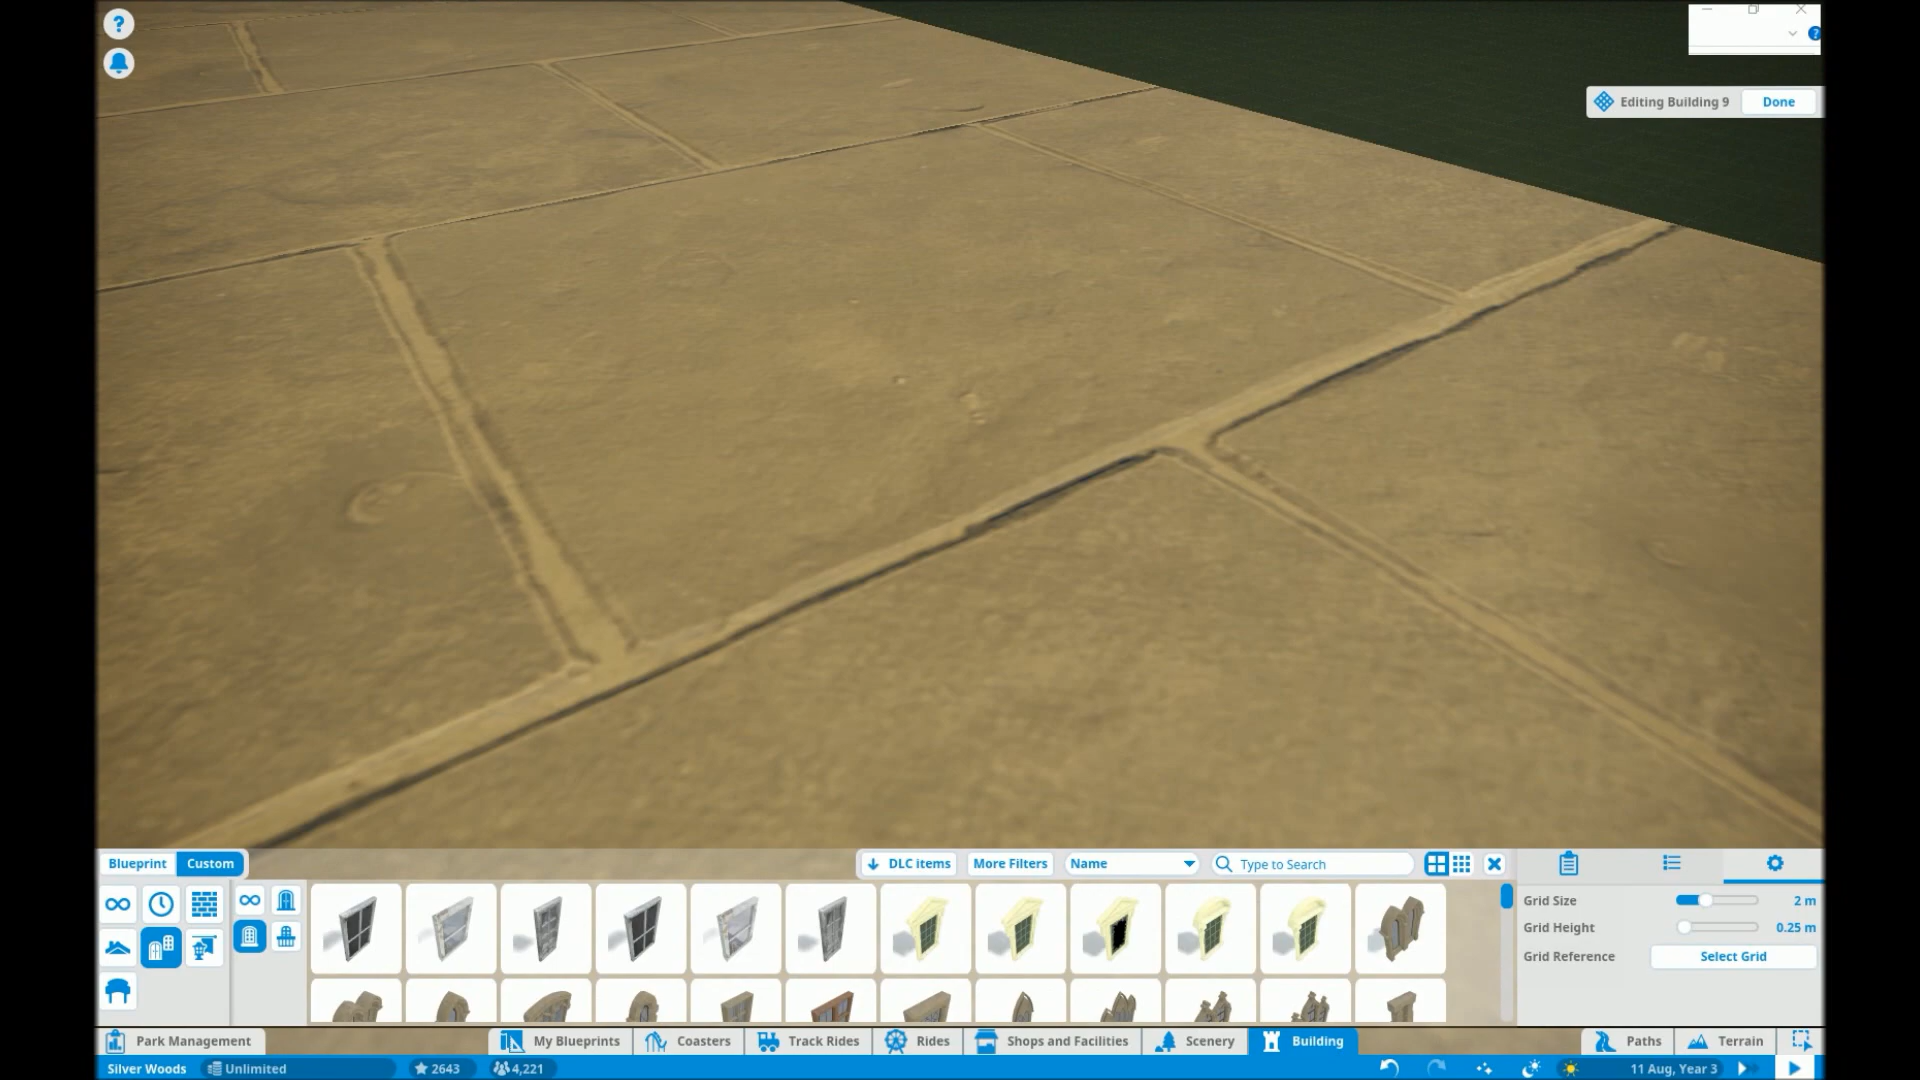 ?
?
Editing Building 9 Done
Blueprint Custom DLC items More Filters Name Type to Search
Grid Size 2 m
Grid Height 0.25 m
Grid Reference Select Grid
Park Management My Blueprints Coasters Track Rides Rides Shops and Facilities Scenery Building Paths Terrain
Silver Woods Unlimited 2643 4,221 11 Aug, Year 3